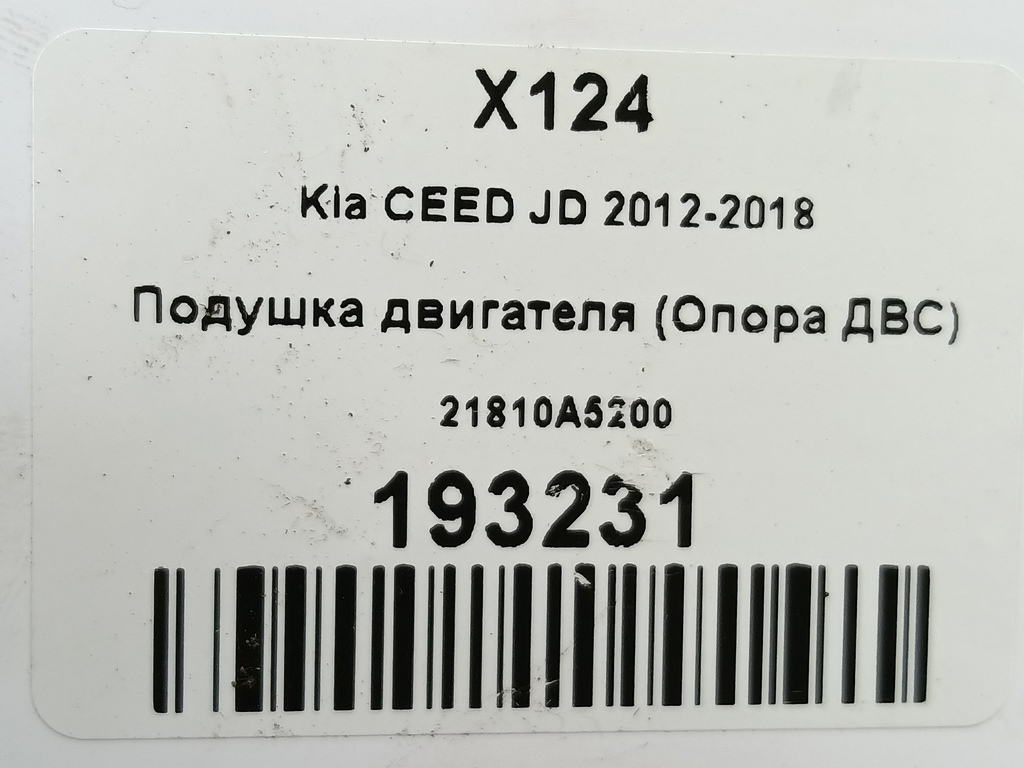 X124
Kia CEED JD 2012-2018
Подушка двигателя (Опора ДВС)
21810A5200
193231